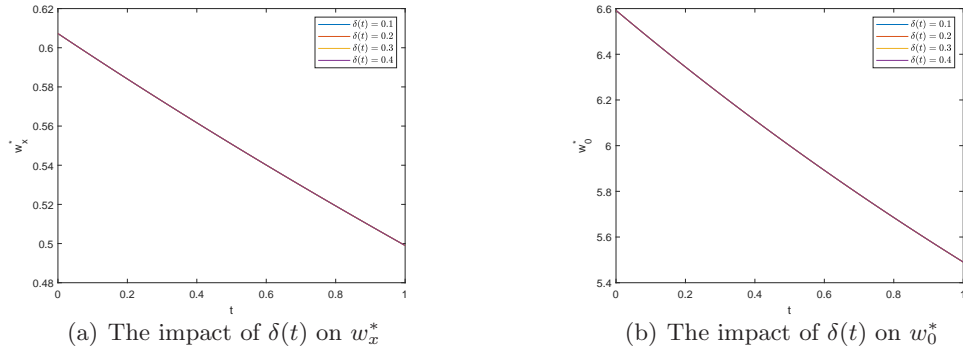 0.62
0.6
0.58
0.56
0.54
0.52
0.5
0.48
0
0.2
0.4
0.6
0.8
1
t
w*x
δ(t) = 0.1
δ(t) = 0.2
δ(t) = 0.3
δ(t) = 0.4
(a) The impact of δ(t) on w*x
6.6
6.4
6.2
6
5.8
5.6
5.4
0
0.2
0.4
0.6
0.8
1
t
w*0
δ(t) = 0.1
δ(t) = 0.2
δ(t) = 0.3
δ(t) = 0.4
(b) The impact of δ(t) on w*0